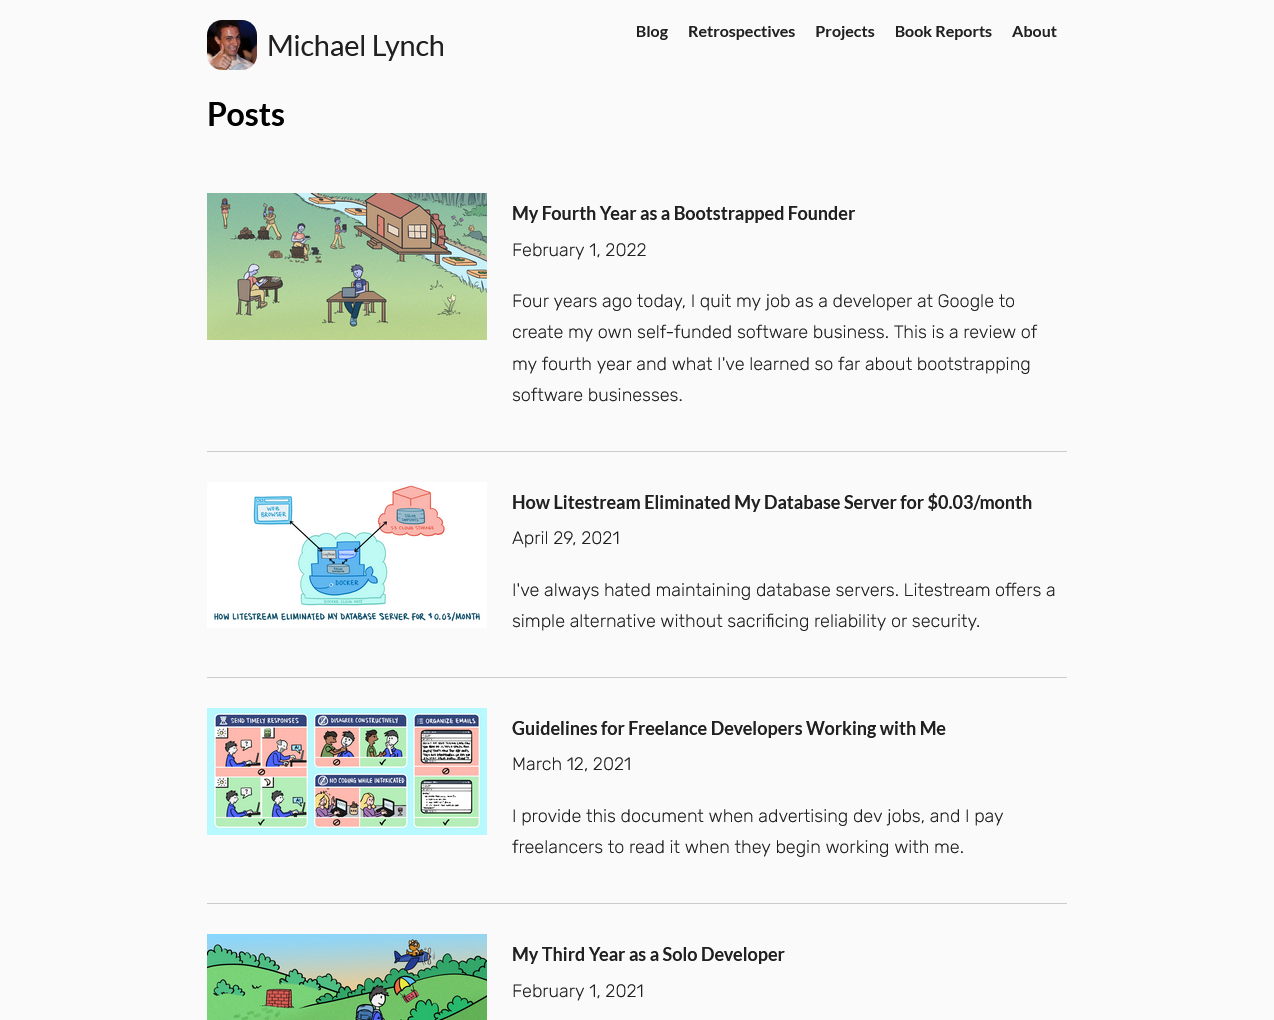 Michael Lynch
Blog Retrospectives Projects Book Reports About
Posts
My Fourth Year as a Bootstrapped Founder
February 1, 2022
Four years ago today, I quit my job as a developer at Google to
create my own self-funded software business. This is a review of
my fourth year and what I've learned so far about bootstrapping
software businesses.
WEB
BROWSER
S3 CLOUD STORAGE
DOCKER
HOW LITESTREAM ELIMINATED MY DATABASE SERVER FOR $0.03/MONTH
How Litestream Eliminated My Database Server for $0.03/month
April 29, 2021
I've always hated maintaining database servers. Litestream offers a
simple alternative without sacrificing reliability or security.
SEND TIMELY RESPONSES
DISAGREE CONSTRUCTIVELY
ORGANIZE EMAILS
NO CODING WHILE INTOXICATED
Guidelines for Freelance Developers Working with Me
March 12, 2021
I provide this document when advertising dev jobs, and I pay
freelancers to read it when they begin working with me.
My Third Year as a Solo Developer
February 1, 2021